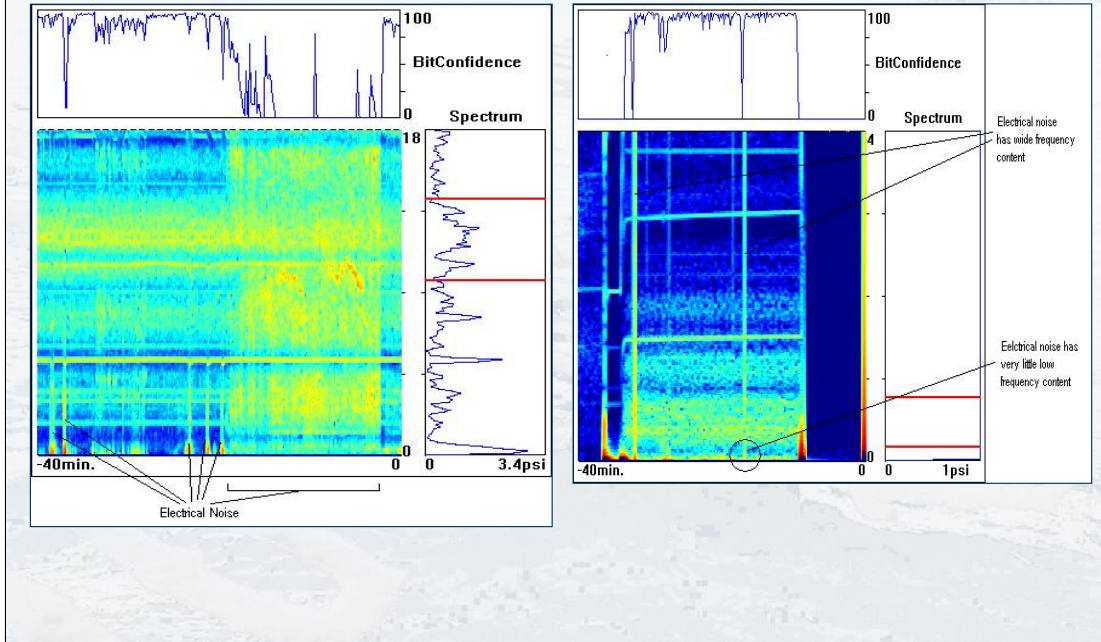 100
BitConfidence
0
Spectrum
18
0
-40min.
0
0
3.4psi
Electrical Noise
100
BitConfidence
0
Spectrum
4
0
-40min.
0
1psi
Electrical noise
has wide frequency
content
Eelctrical noise has
very little low
frequency content